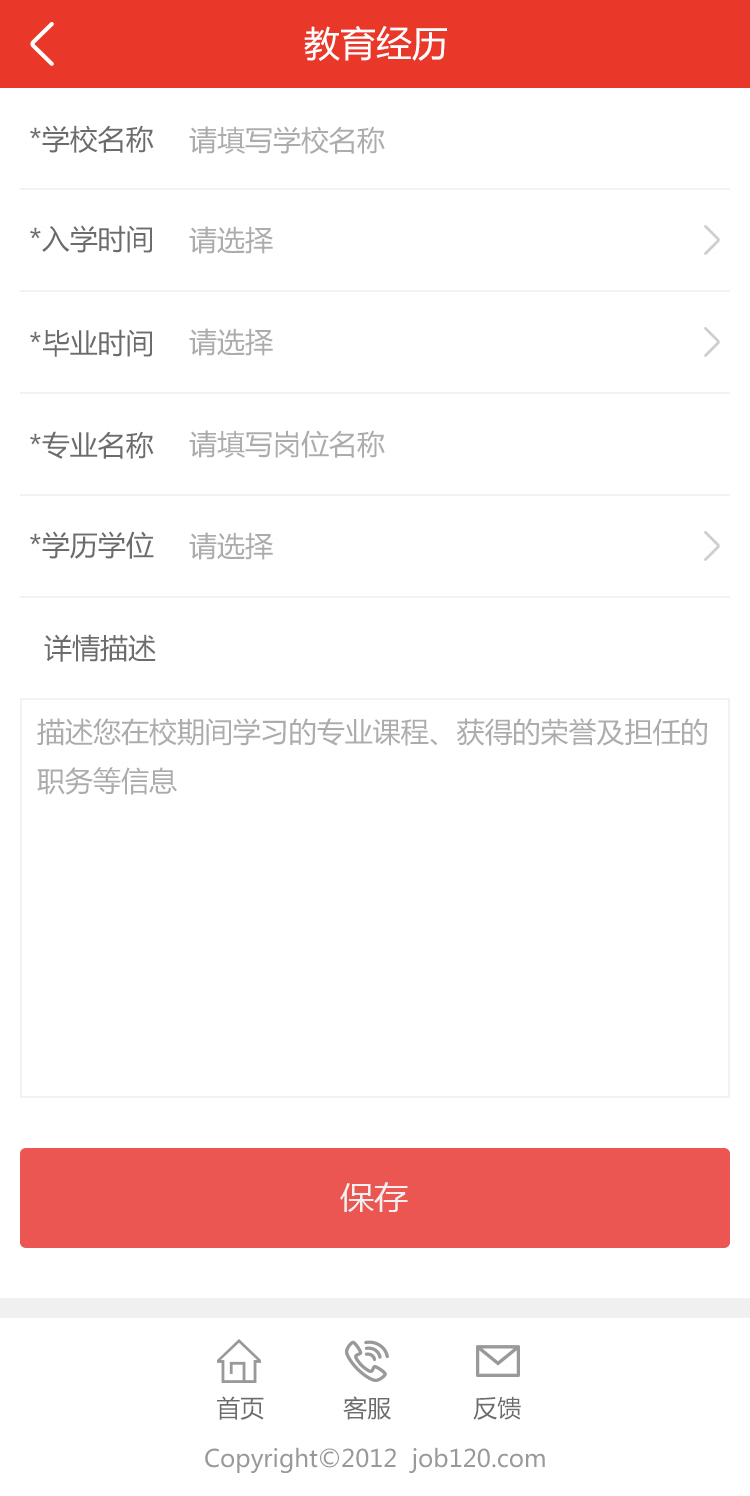 教育经历
*学校名称 请填写学校名称
*入学时间 请选择
*毕业时间 请选择
*专业名称 请填写岗位名称
*学历学位 请选择
详情描述
描述您在校期间学习的专业课程、获得的荣誉及担任的
职务等信息
保存
首页 客服 反馈
Copyright©2012 job120.com